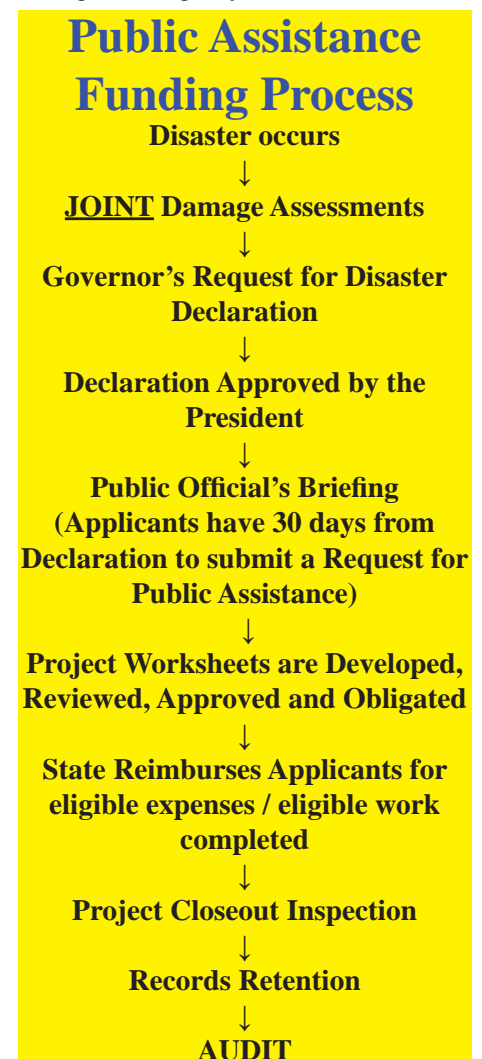 Public Assistance
Funding Process
Disaster occurs
↓
JOINT Damage Assessments
↓
Governor’s Request for Disaster
Declaration
↓
Declaration Approved by the
President
↓
Public Official’s Briefing
(Applicants have 30 days from
Declaration to submit a Request for
Public Assistance)
↓
Project Worksheets are Developed,
Reviewed, Approved and Obligated
↓
State Reimburses Applicants for
eligible expenses / eligible work
completed
↓
Project Closeout Inspection
↓
Records Retention
↓
AUDIT